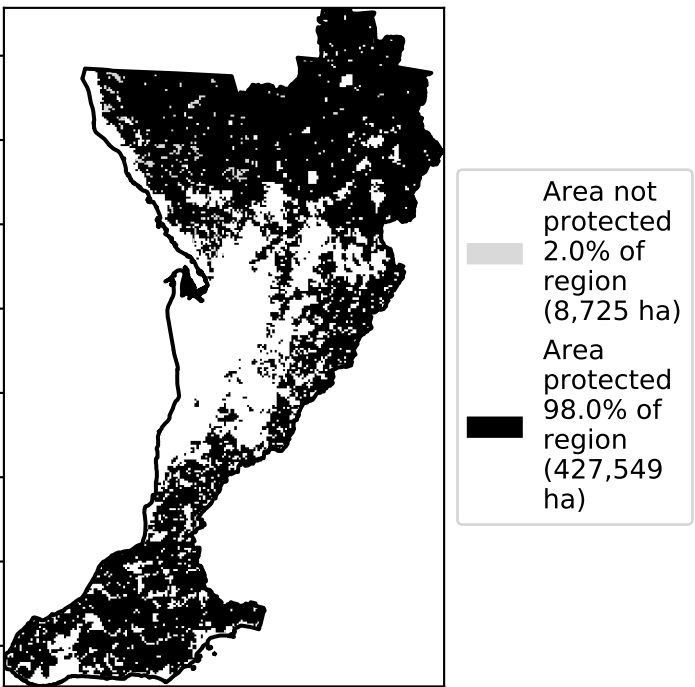 Area not
protected
2.0% of
region
(8,725 ha)
Area
protected
98.0% of
region
(427,549
ha)